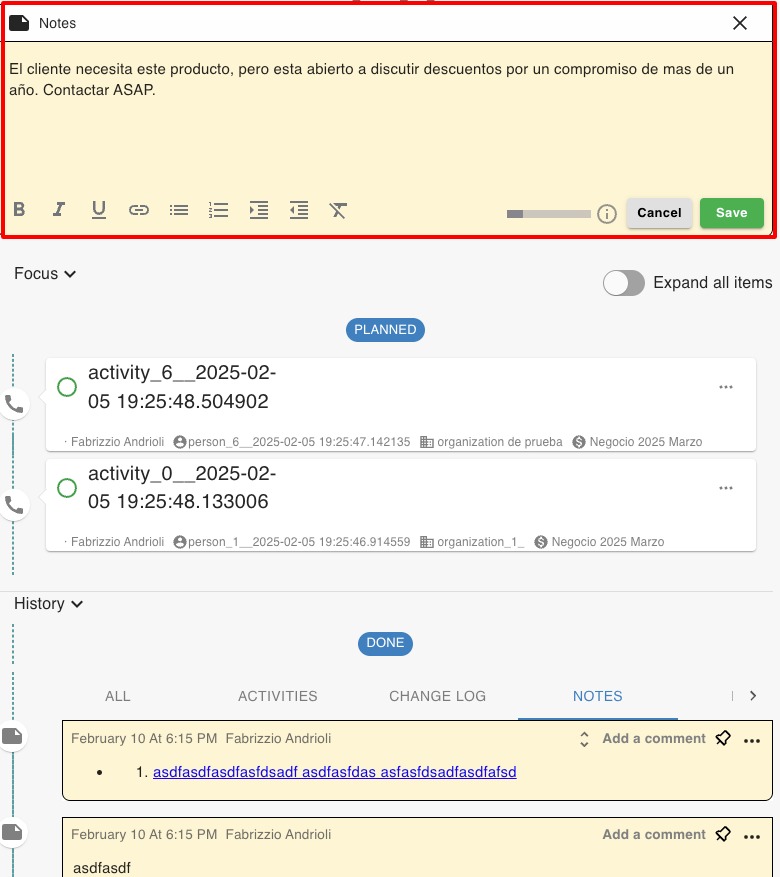 Notes
El cliente necesita este producto, pero esta abierto a discutir descuentos por un compromiso de mas de un
año. Contactar ASAP.
B I U
Cancel Save
Focus
Expand all items
PLANNED
activity_6__2025-02-
05 19:25:48.504902
· Fabrizzio Andrioli person_6__2025-02-05 19:25:47.142135 organization de prueba Negocio 2025 Marzo
activity_0__2025-02-
05 19:25:48.133006
· Fabrizzio Andrioli person_1__2025-02-05 19:25:46.914559 organization_1_ Negocio 2025 Marzo
History
DONE
ALL ACTIVITIES CHANGE LOG NOTES
February 10 At 6:15 PM Fabrizzio Andrioli Add a comment
• 1. asdfasdfasdfasfdsadf asdfasfdas asfasfdsadfasdfafsd
February 10 At 6:15 PM Fabrizzio Andrioli Add a comment
asdfasdf